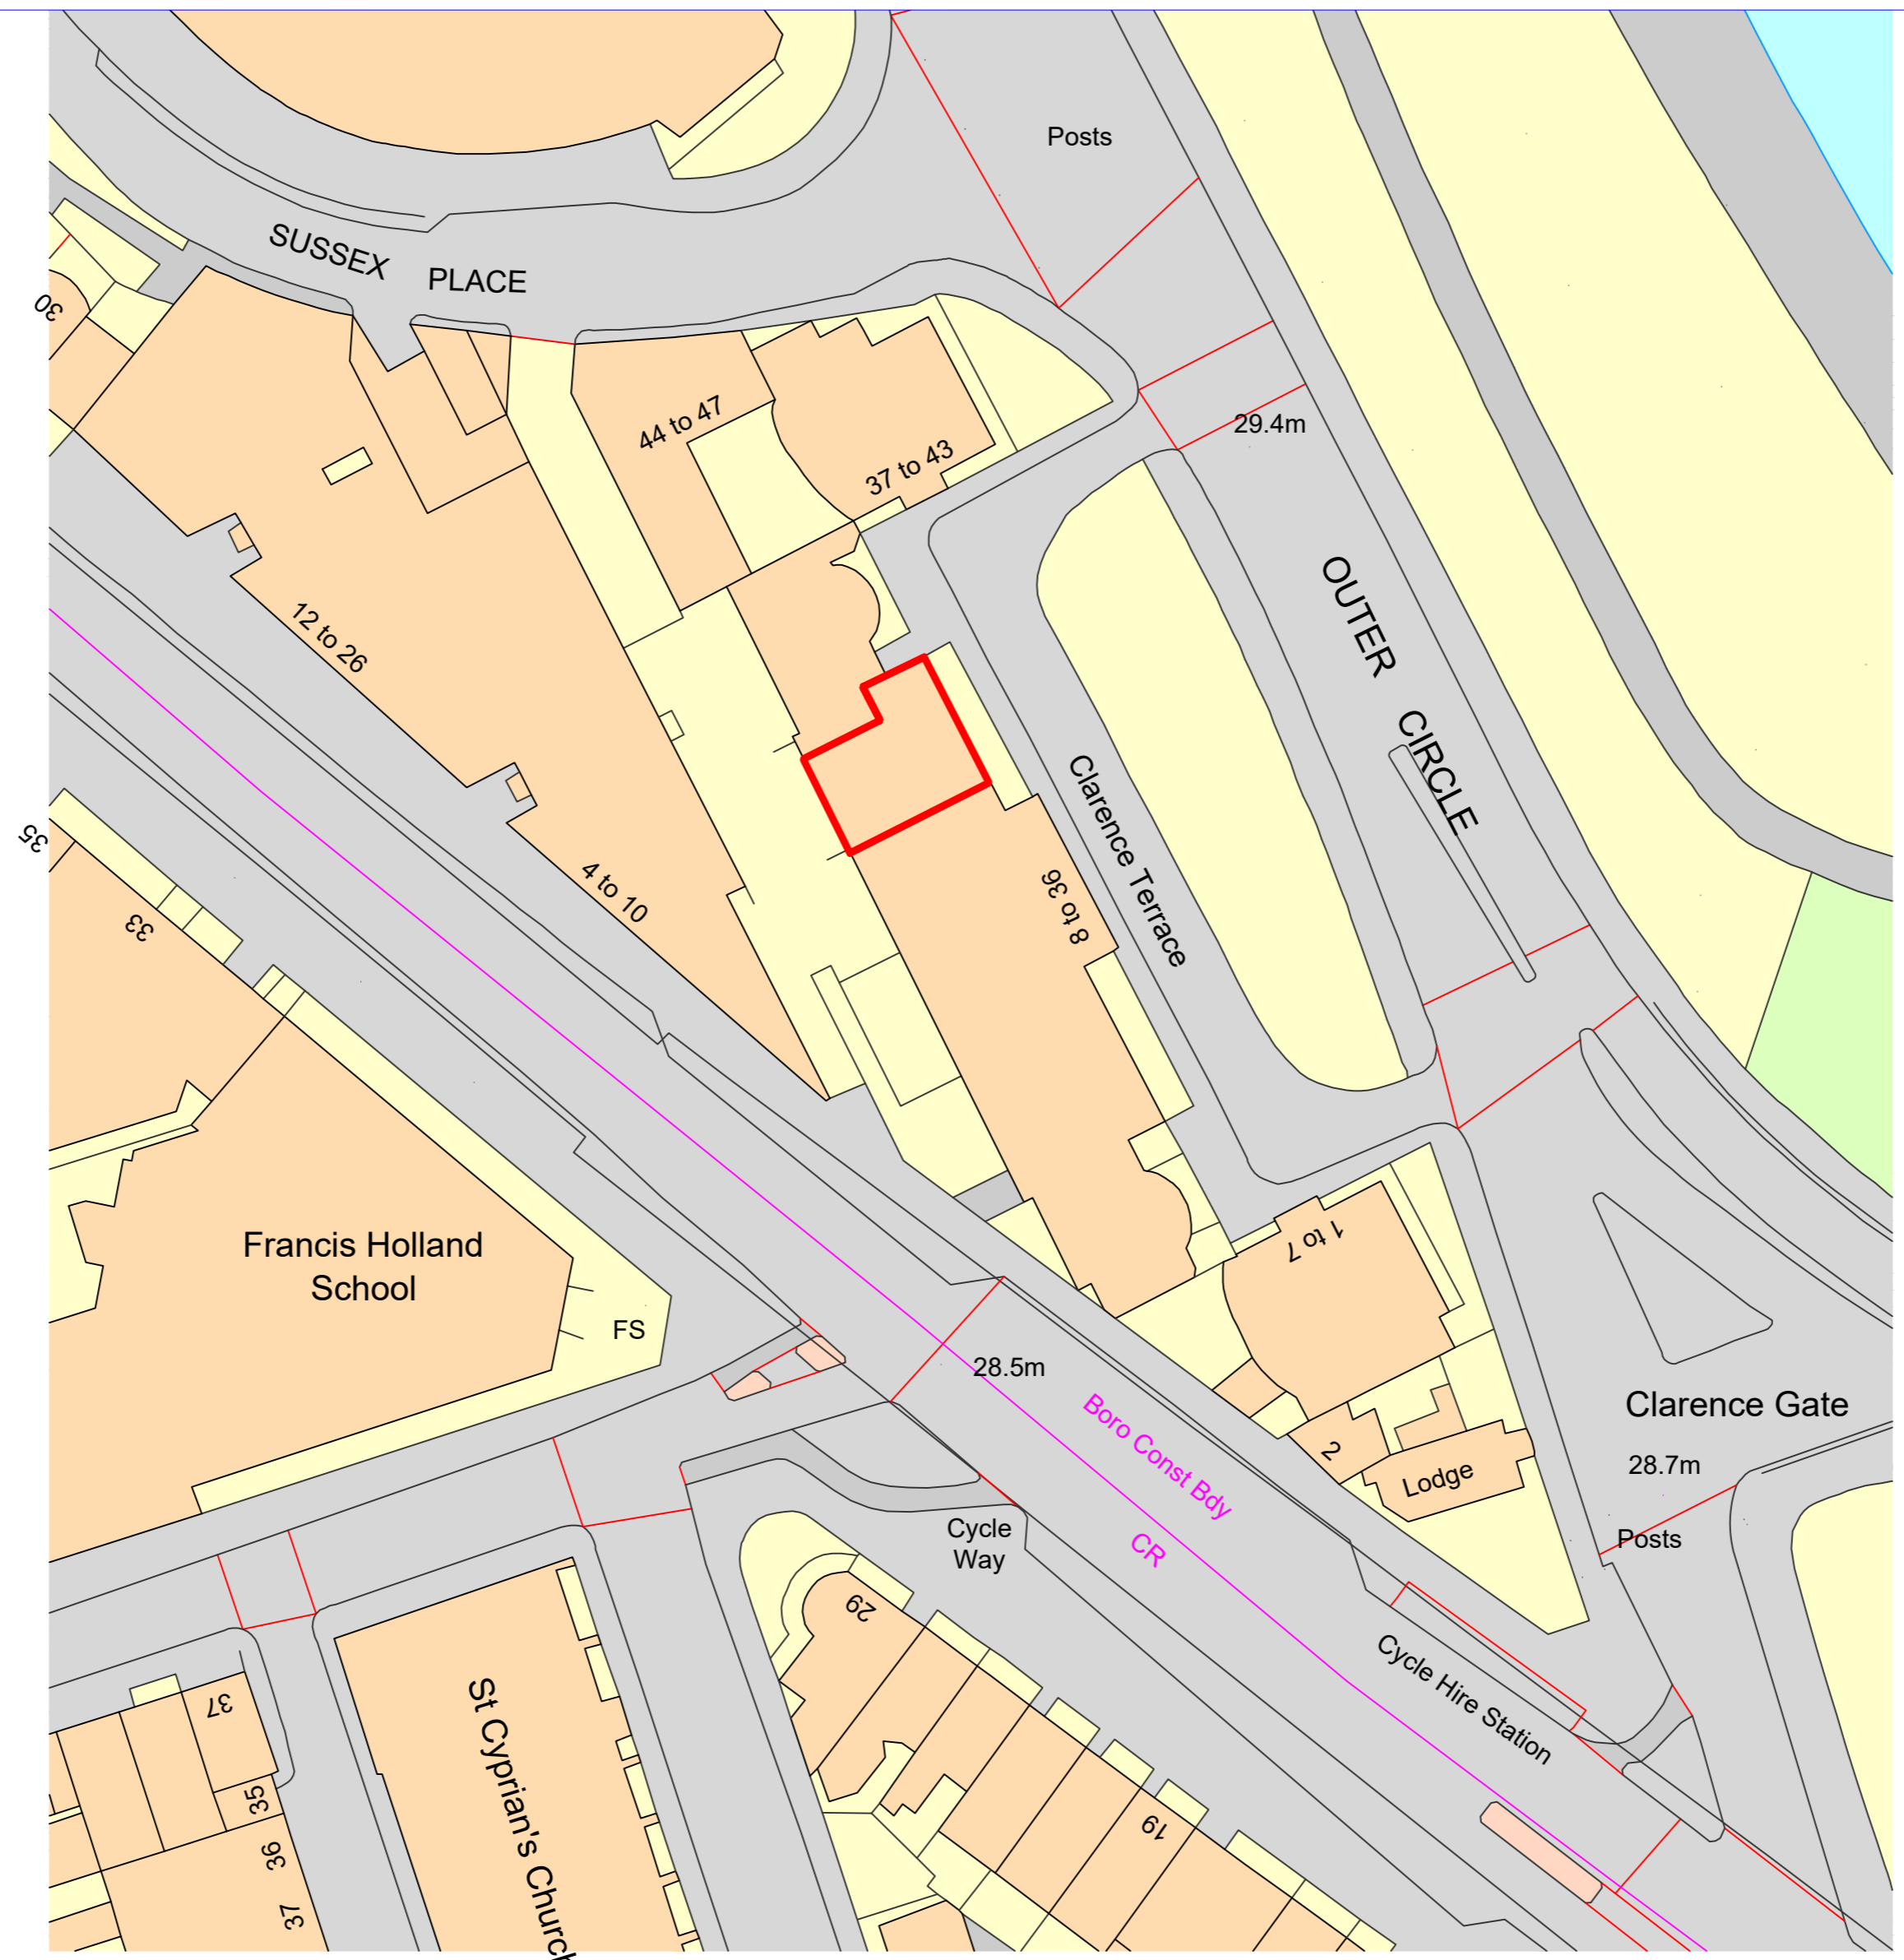 Posts
SUSSEX PLACE
30
44 to 47
37 to 43
29.4m
OUTER CIRCLE
12 to 26
Clarence Terrace
35
4 to 10
8 to 36
33
Francis Holland
School
FS
1 to 7
28.5m
Boro Const Bdy
CR
Clarence Gate
28.7m
2
Lodge
Posts
Cycle
Way
29
Cycle Hire Station
St Cyprian's Church
37
35
36
37
19